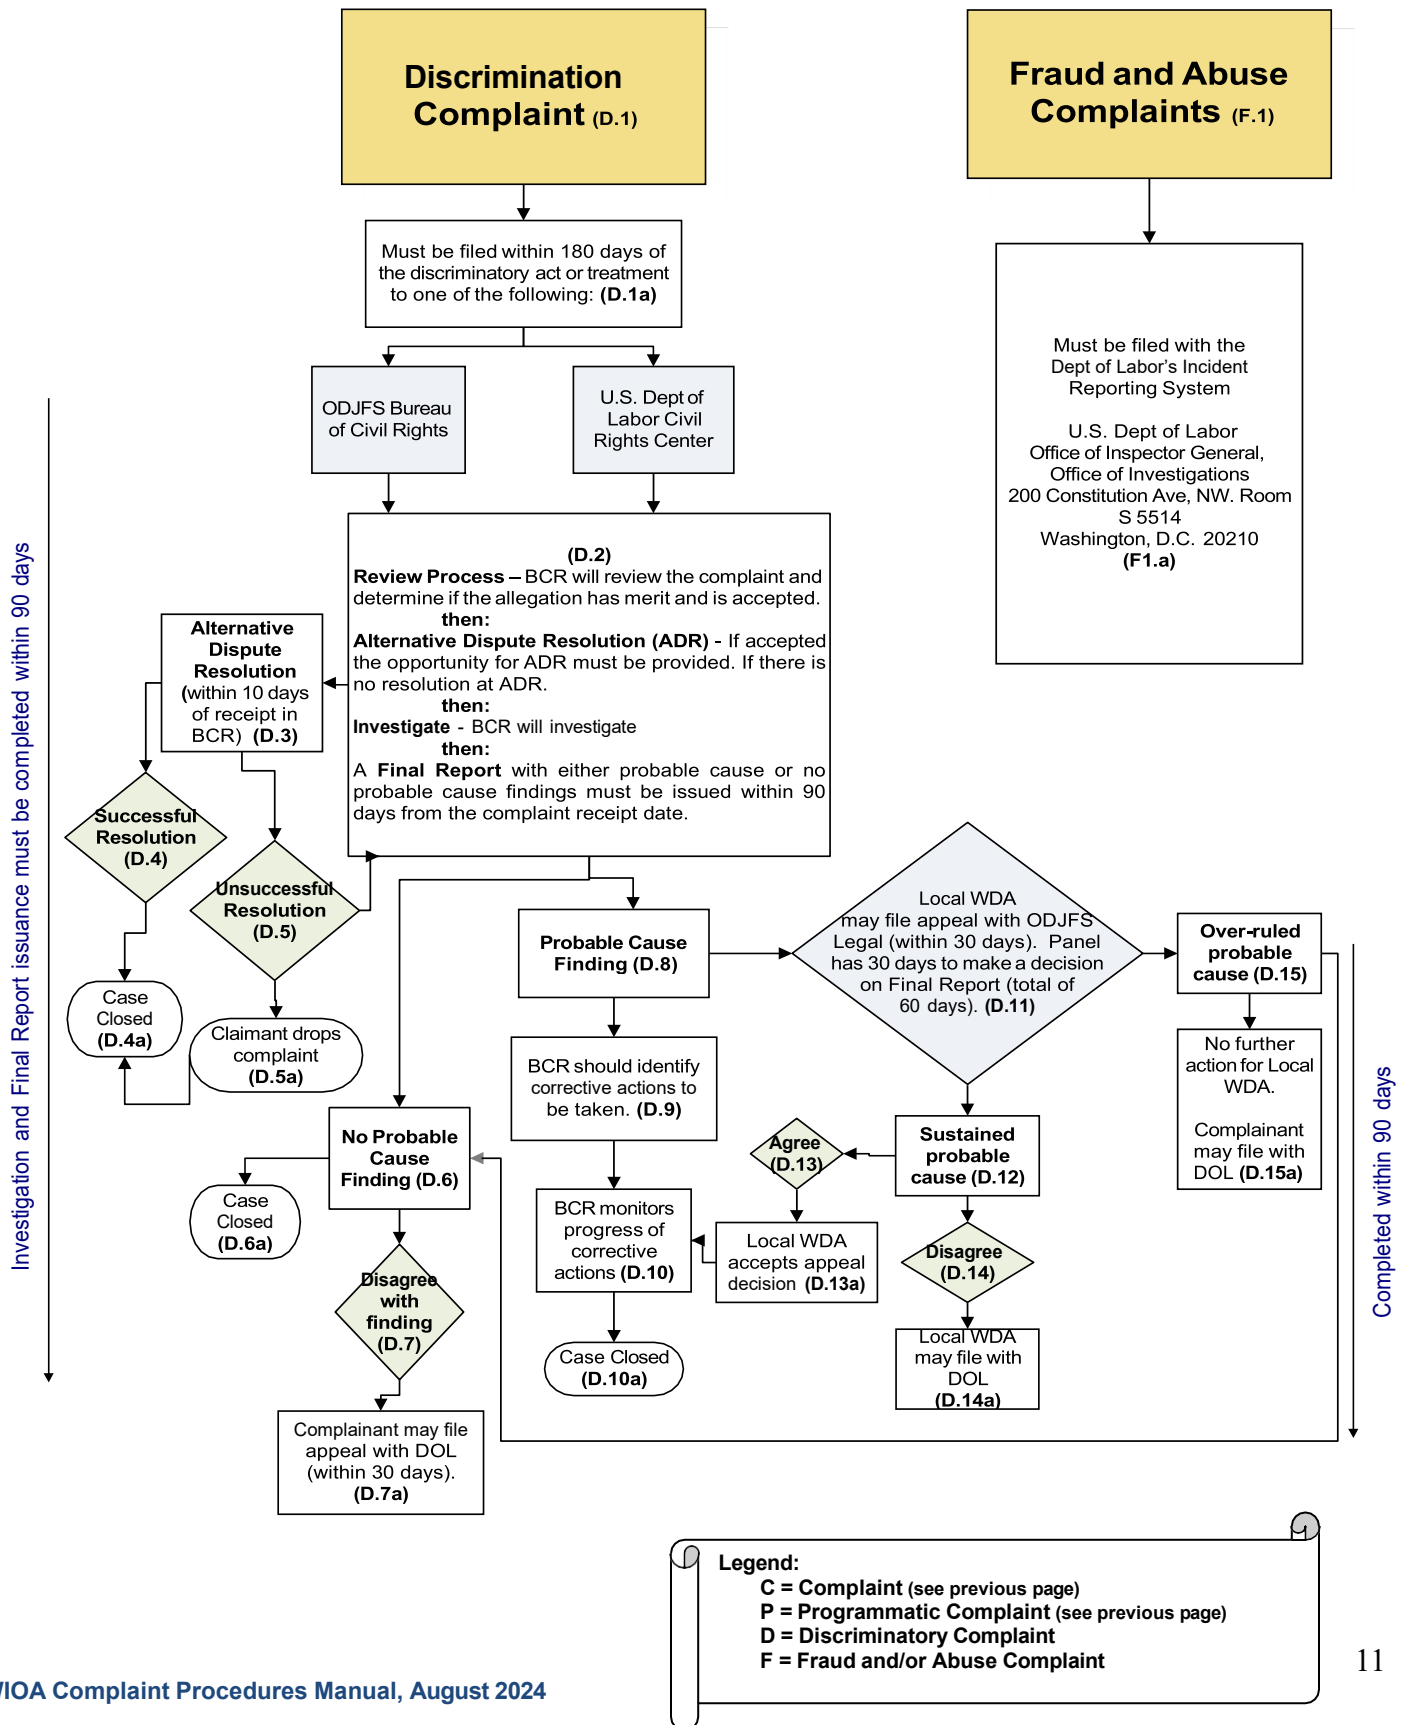 Discrimination
Complaint (D.1)
Fraud and Abuse
Complaints (F.1)
Must be filed within 180 days of
the discriminatory act or treatment
to one of the following: (D.1a)
ODJFS Bureau
of Civil Rights
U.S. Dept of
Labor Civil
Rights Center
Must be filed with the
Dept of Labor’s Incident
Reporting System
U.S. Dept of Labor
Office of Inspector General,
Office of Investigations
200 Constitution Ave, NW. Room
S 5514
Washington, D.C. 20210
(F1.a)
Investigation and Final Report issuance must be completed within 90 days
(D.2)
Review Process – BCR will review the complaint and
determine if the allegation has merit and is accepted.
then:
Alternative Dispute Resolution (ADR) - If accepted
the opportunity for ADR must be provided. If there is
no resolution at ADR.
then:
Investigate - BCR will investigate
then:
A Final Report with either probable cause or no
probable cause findings must be issued within 90
days from the complaint receipt date.
Alternative
Dispute
Resolution
(within 10 days
of receipt in
BCR) (D.3)
Successful
Resolution
(D.4)
Unsuccessful
Resolution
(D.5)
Case
Closed
(D.4a)
Claimant drops
complaint
(D.5a)
Probable Cause
Finding (D.8)
Local WDA
may file appeal with ODJFS
Legal (within 30 days). Panel
has 30 days to make a decision
on Final Report (total of
60 days). (D.11)
Over-ruled
probable
cause (D.15)
No further
action for Local
WDA.
Complainant
may file with
DOL (D.15a)
Completed within 90 days
BCR should identify
corrective actions to
be taken. (D.9)
No Probable
Cause
Finding (D.6)
Case
Closed
(D.6a)
Agree
(D.13)
Sustained
probable
cause (D.12)
BCR monitors
progress of
corrective
actions (D.10)
Local WDA
accepts appeal
decision (D.13a)
Disagree
(D.14)
Disagree
with
finding
(D.7)
Case Closed
(D.10a)
Local WDA
may file with
DOL
(D.14a)
Complainant may file
appeal with DOL
(within 30 days).
(D.7a)
Legend:
C = Complaint (see previous page)
P = Programmatic Complaint (see previous page)
D = Discriminatory Complaint
F = Fraud and/or Abuse Complaint
11
IOA Complaint Procedures Manual, August 2024